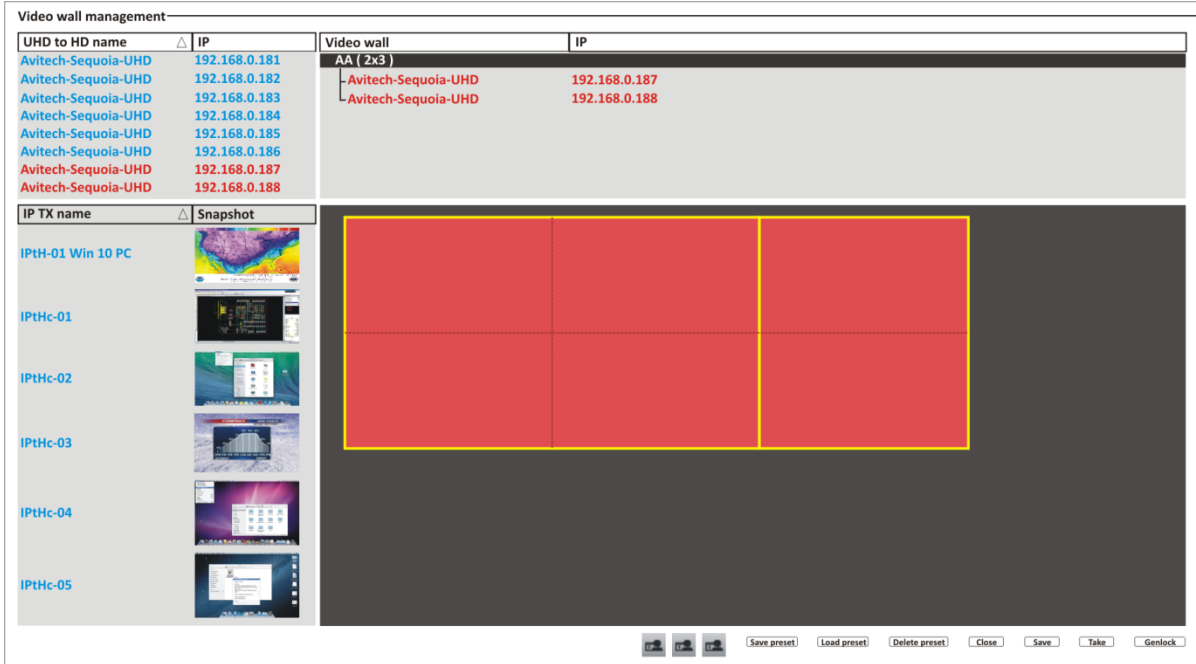 Video wall management
UHD to HD name △ IP
Avitech-Sequoia-UHD 192.168.0.181
Avitech-Sequoia-UHD 192.168.0.182
Avitech-Sequoia-UHD 192.168.0.183
Avitech-Sequoia-UHD 192.168.0.184
Avitech-Sequoia-UHD 192.168.0.185
Avitech-Sequoia-UHD 192.168.0.186
Avitech-Sequoia-UHD 192.168.0.187
Avitech-Sequoia-UHD 192.168.0.188
Video wall IP
AA ( 2x3 )
Avitech-Sequoia-UHD 192.168.0.187
Avitech-Sequoia-UHD 192.168.0.188
IP TX name △ Snapshot
IPtH-01 Win 10 PC
IPtHc-01
IPtHc-02
IPtHc-03
IPtHc-04
IPtHc-05
Save preset Load preset Delete preset Close Save Take Genlock